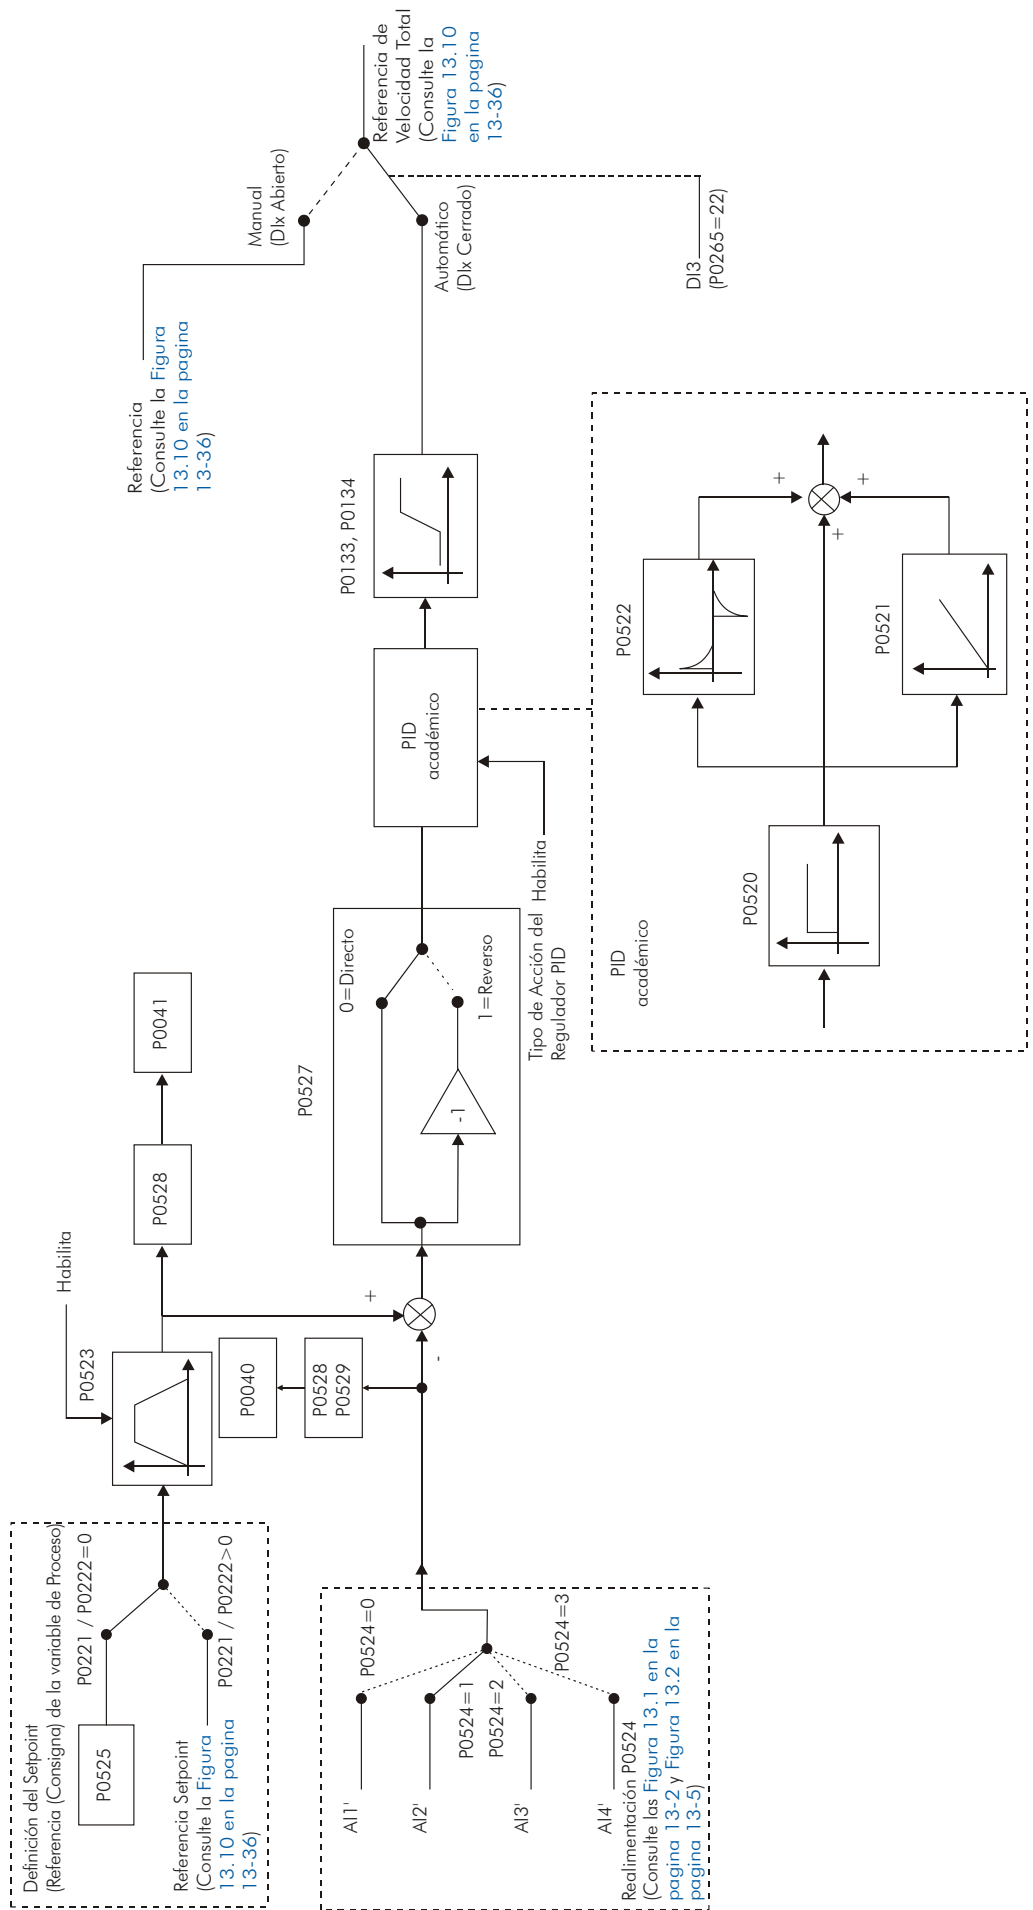 Definición del Setpoint
(Referencia (Consigna) de la variable de Proceso)
P0525
P0221 / P0222=0
Referencia Setpoint
(Consulte la Figura
13.10 en la pagina
13-36)
P0221 / P0222>0
Habilita
P0523
P0528
P0041
P0040
P0528
P0529
+
-
AI1'
AI2'
AI3'
AI4'
P0524=0
P0524=1
P0524=2
P0524=3
Realimentación P0524
(Consulte las Figura 13.1 en la
pagina 13-2 y Figura 13.2 en la
pagina 13-5)
P0527
0=Directo
1=Reverso
-1
Tipo de Acción del
Regulador PID
Habilita
PID
académico
P0133, P0134
Referencia
(Consulte la Figura
13.10 en la pagina
13-36)
Manual
(DIx Abierto)
Automático
(DIx Cerrado)
Referencia de
Velocidad Total
(Consulte la
Figura 13.10
en la pagina
13-36)
DI3
(P0265=22)
PID
académico
P0520
P0522
P0521
+
+
+